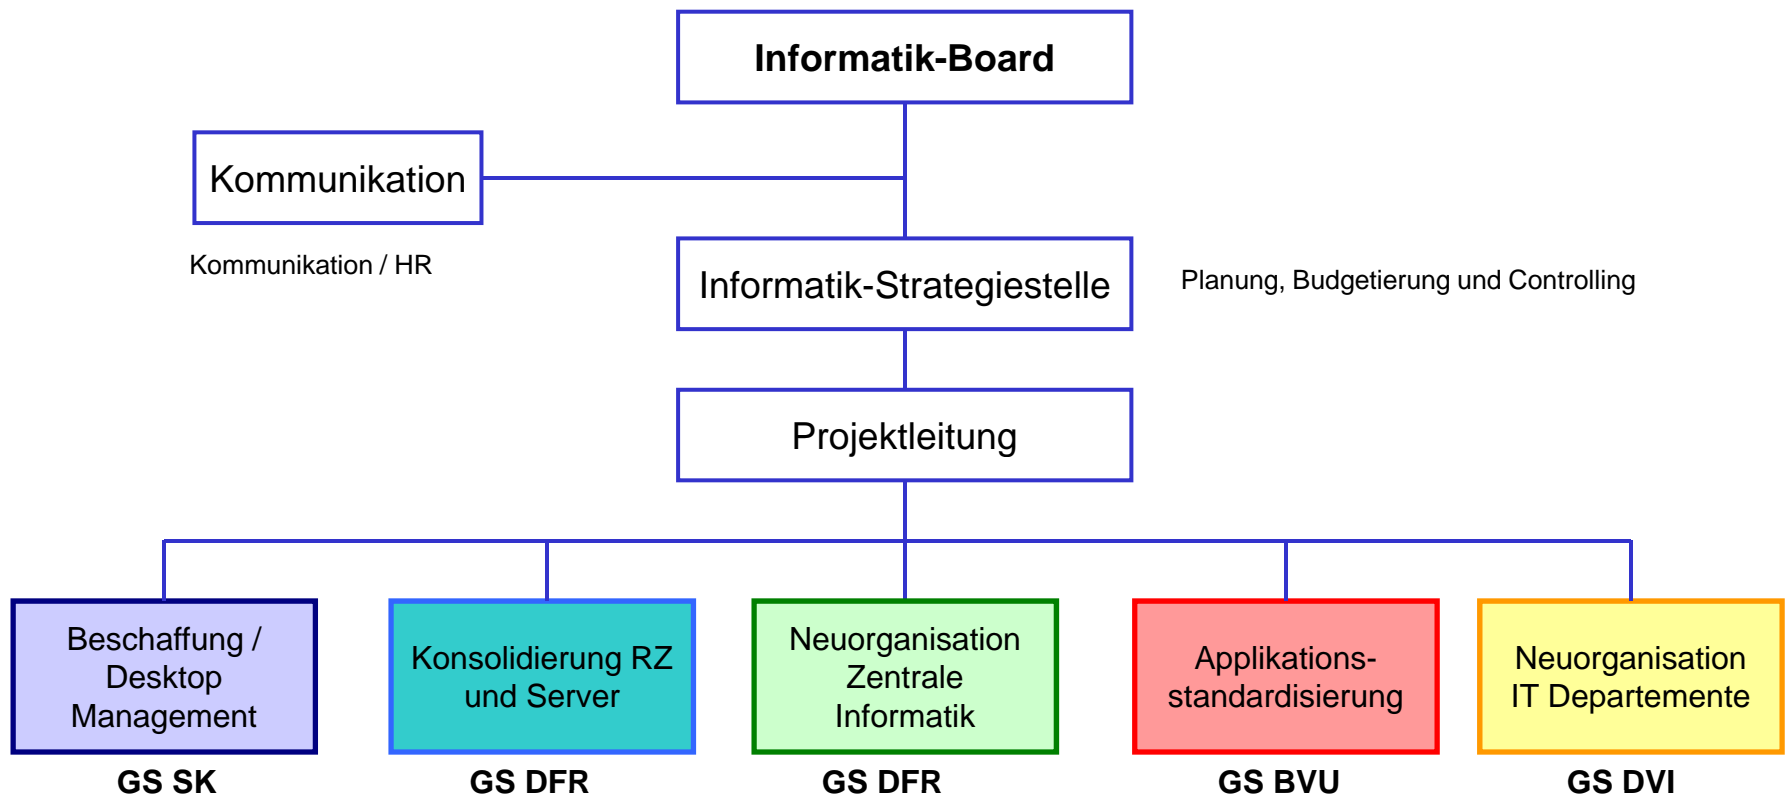 Informatik-Board
Kommunikation
Kommunikation / HR
Informatik-Strategiestelle
Planung, Budgetierung und Controlling
Projektleitung
Beschaffung /
Desktop
Management
Konsolidierung RZ
und Server
Neuorganisation
Zentrale
Informatik
Applikations-
standardisierung
Neuorganisation
IT Departemente
GS SK
GS DFR
GS DFR
GS BVU
GS DVI